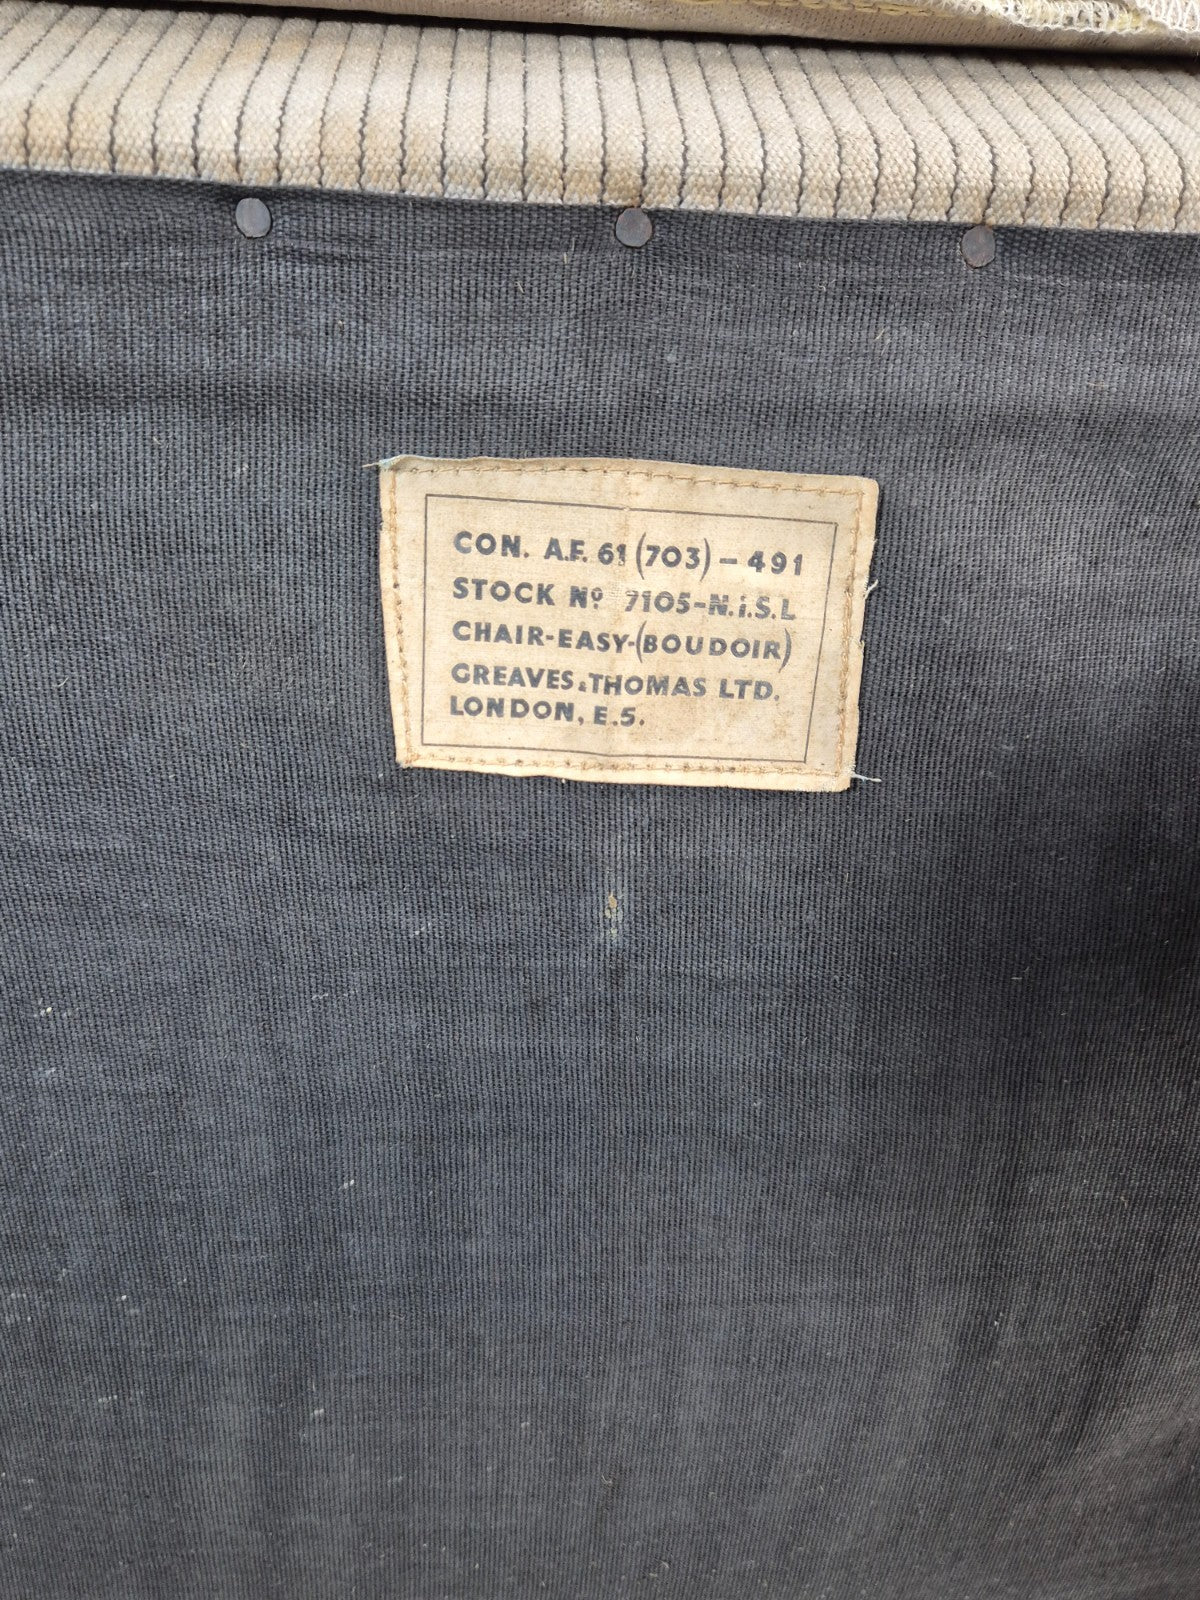 CON. A.F. 61 (703) - 491
STOCK Nº 7105-N.i.S.L
CHAIR-EASY-(BOUDOIR)
GREAVES & THOMAS LTD.
LONDON, E.5.